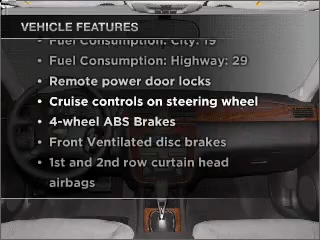 VEHICLE FEATURES
• Fuel Consumption: City: 19
• Fuel Consumption: Highway: 29
• Remote power door locks
• Cruise controls on steering wheel
• 4-wheel ABS Brakes
• Front Ventilated disc brakes
• 1st and 2nd row curtain head
airbags